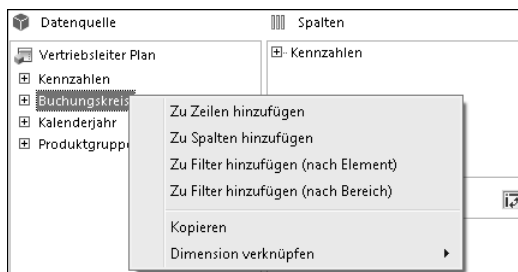 Datenquelle
Spalten
Vertriebsleiter Plan
Kennzahlen
Kennzahlen
Buchungskreis
Kalenderjahr
Produktgruppe
Zu Zeilen hinzufügen
Zu Spalten hinzufügen
Zu Filter hinzufügen (nach Element)
Zu Filter hinzufügen (nach Bereich)
Kopieren
Dimension verknüpfen